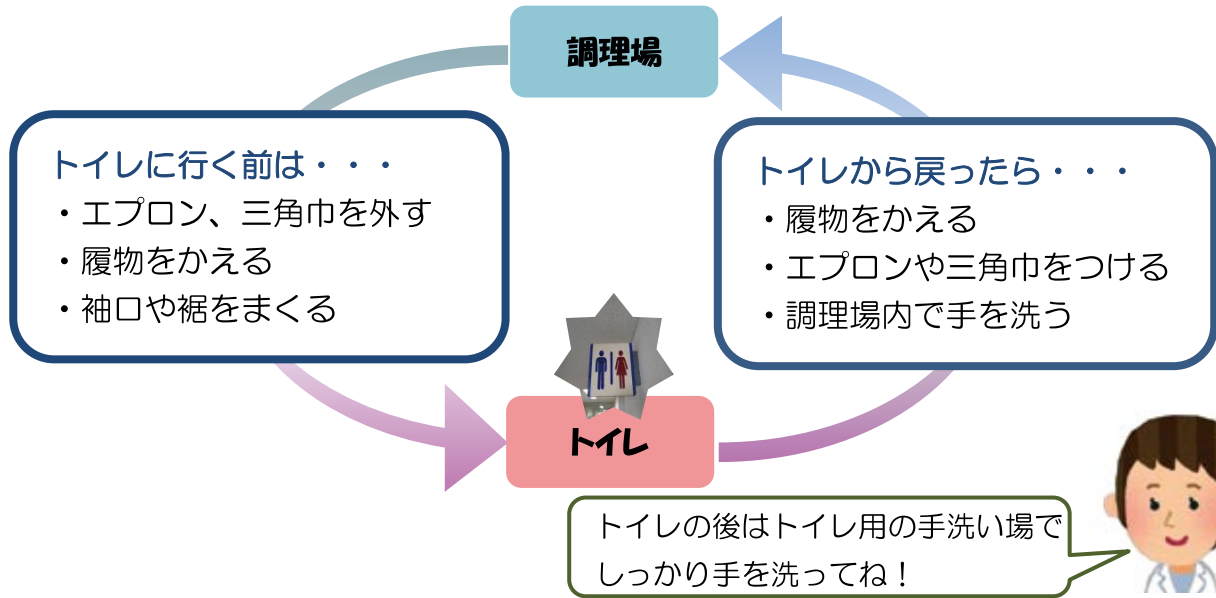 調理場
トイレに行く前は・・・
・エプロン、三角巾を外す
・履物をかえる
・袖口や裾をまくる
トイレから戻ったら・・・
・履物をかえる
・エプロンや三角巾をつける
・調理場内で手を洗う
トイレ
トイレの後はトイレ用の手洗い場で
しっかり手を洗ってね！